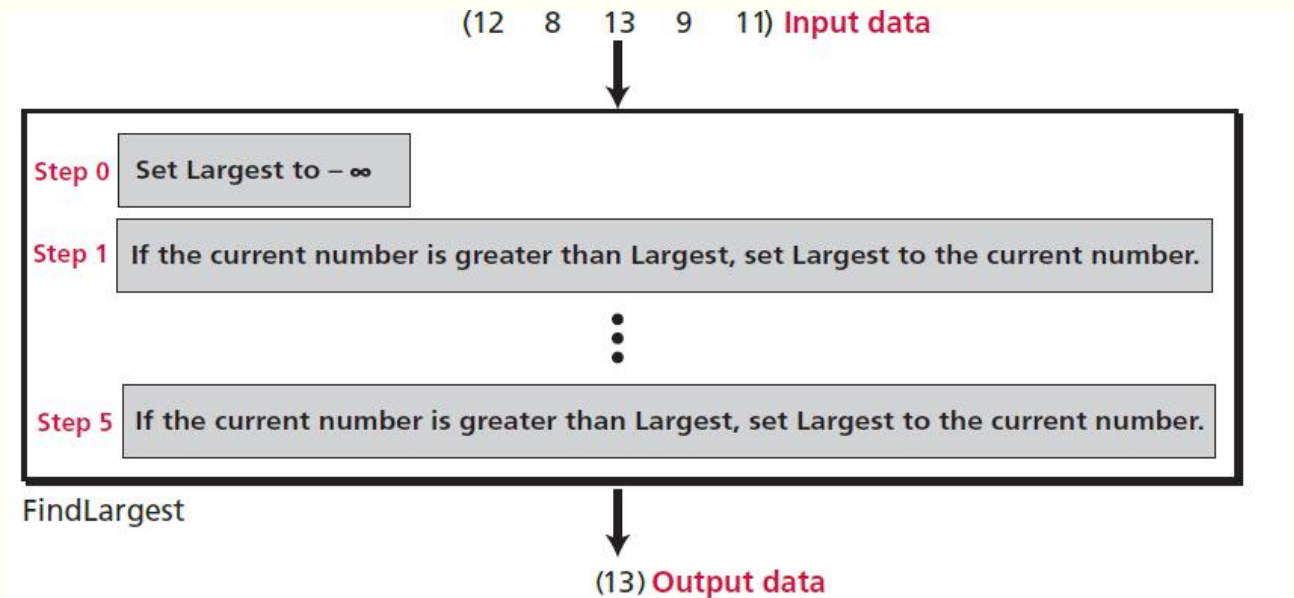 (12 8 13 9 11) Input data
Step 0 Set Largest to – ∞
Step 1 If the current number is greater than Largest, set Largest to the current number.
Step 5 If the current number is greater than Largest, set Largest to the current number.
FindLargest
(13) Output data